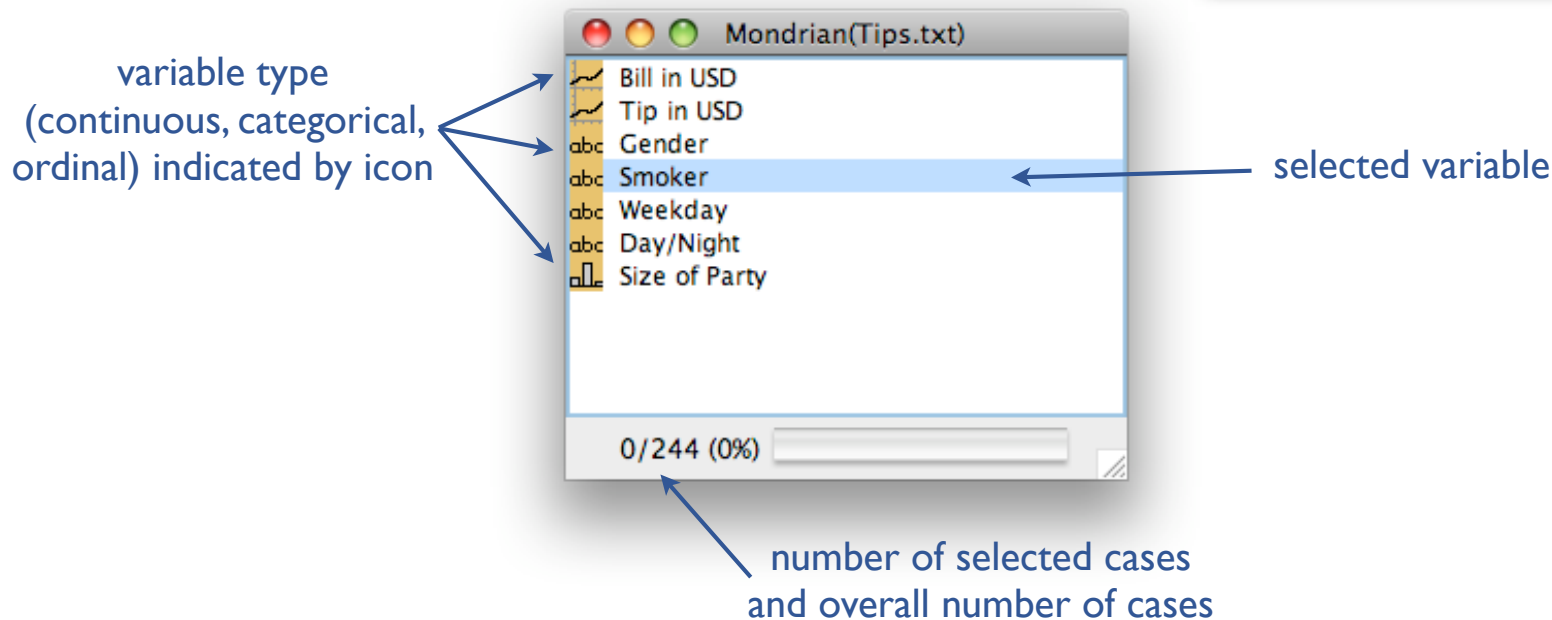 Mondrian(Tips.txt)
variable type
(continuous, categorical,
ordinal) indicated by icon
Bill in USD
Tip in USD
abc Gender
abc Smoker
abc Weekday
abc Day/Night
Size of Party
selected variable
0/244 (0%)
number of selected cases
and overall number of cases